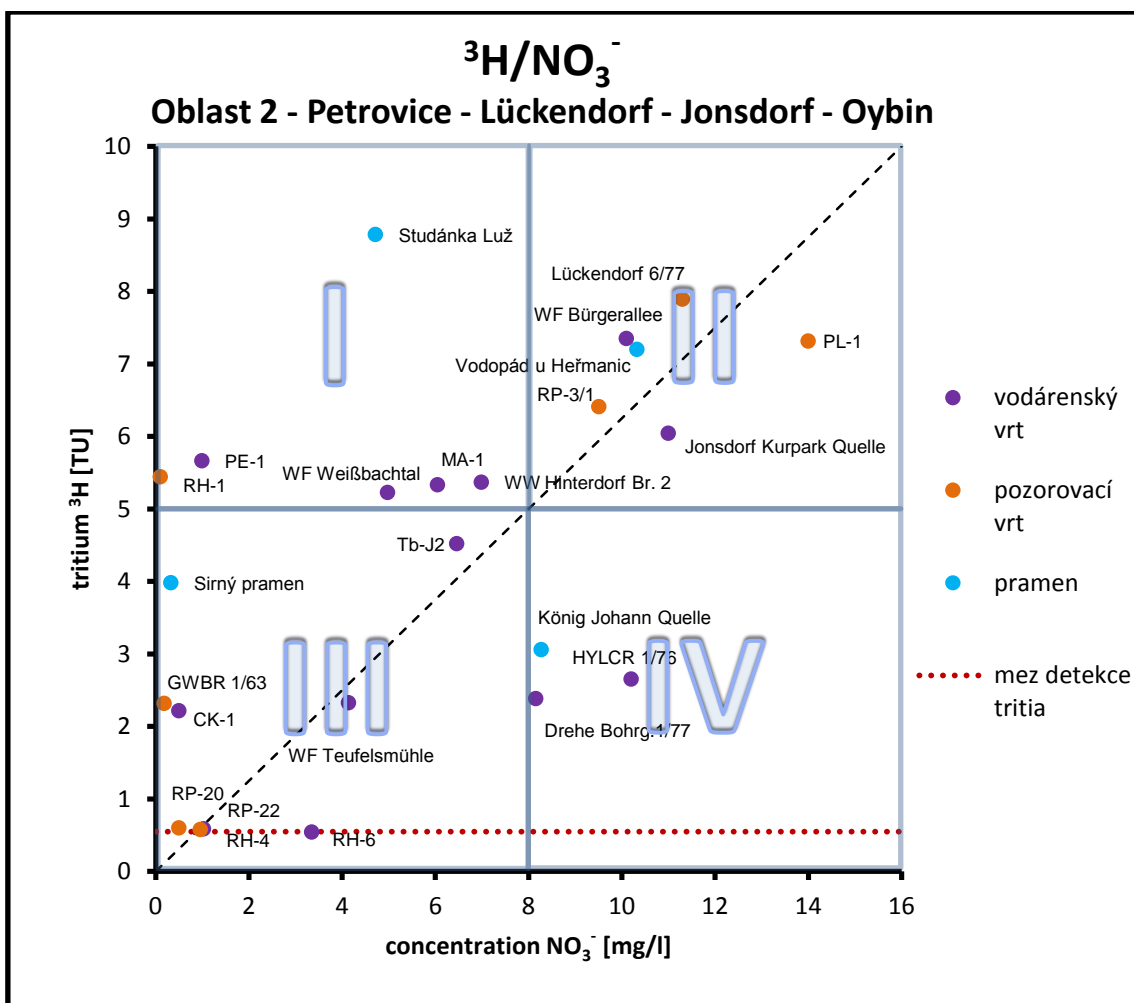 ³H/NO₃⁻
Oblast 2 - Petrovice - Lückendorf - Jonsdorf - Oybin
10
9
8
7
6
5
4
3
2
1
0
tritium ³H [TU]
Studánka Luž
Lückendorf 6/77
WF Bürgerallee
Vodopád u Heřmanic
PL-1
RP-3/1
Jonsdorf Kurpark Quelle
PE-1
RH-1
WF Weißbachtal
MA-1
WW Hinterdorf Br. 2
Tb-J2
Sirný pramen
König Johann Quelle
HYLCR 1/76
Drehe Bohrg.1/77
GWBR 1/63
CK-1
WF Teufelsmühle
RP-20
RP-22
RH-4
RH-6
I
II
III
IV
0
2
4
6
8
10
12
14
16
concentration NO₃⁻ [mg/l]
vodárenský
vrt
pozorovací
vrt
pramen
mez detekce
tritia